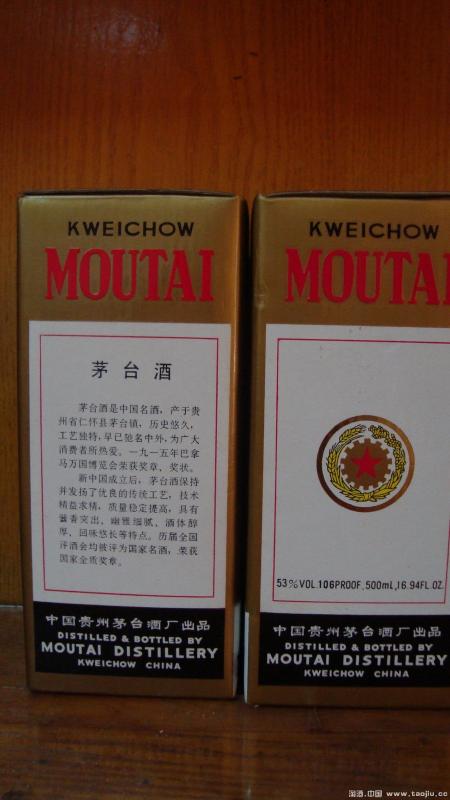 KWEICHOW
MOUTAI
茅台酒
茅台酒是中国名酒，产于贵
州省仁怀县茅台镇，历史悠久，
工艺独特，早已驰名中外，为广大
消费者所热爱。一九一五年巴拿
马万国博览会荣获奖章、奖状。
新中国成立后，茅台酒保持
并发扬了优良的传统工艺，技术
精益求精，质量稳定提高，具有
酱香突出、幽雅细腻、酒体醇
厚、回味悠长等特点。历届全国
评酒会均被评为国家名酒，荣获
国家金质奖章。
中国贵州茅台酒厂出品
DISTILLED & BOTTLED BY
MOUTAI DISTILLERY
KWEICHOW CHINA
KWEICHOW
MOUTAI
53%VOL.106PROOF,500mL,16.94FL.OZ.
中国贵州茅台酒厂出品
DISTILLED & BOTTLED BY
MOUTAI DISTILLERY
KWEICHOW CHINA
淘酒.中国 www.taojiu.cc